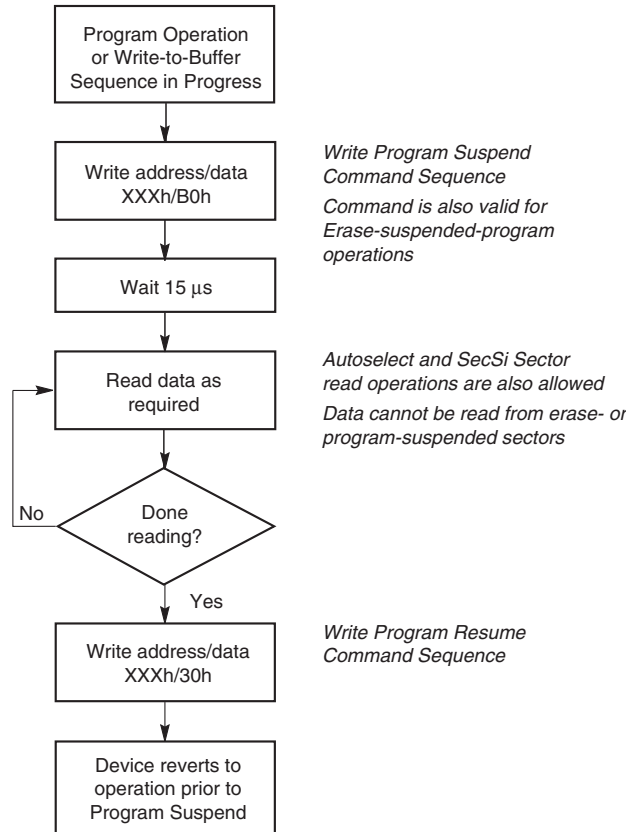 Program Operation
or Write-to-Buffer
Sequence in Progress
Write address/data
XXXh/B0h
Write Program Suspend
Command Sequence
Command is also valid for
Erase-suspended-program
operations
Wait 15 μs
Read data as
required
Autoselect and SecSi Sector
read operations are also allowed
Data cannot be read from erase- or
program-suspended sectors
No
Done
reading?
Yes
Write address/data
XXXh/30h
Write Program Resume
Command Sequence
Device reverts to
operation prior to
Program Suspend